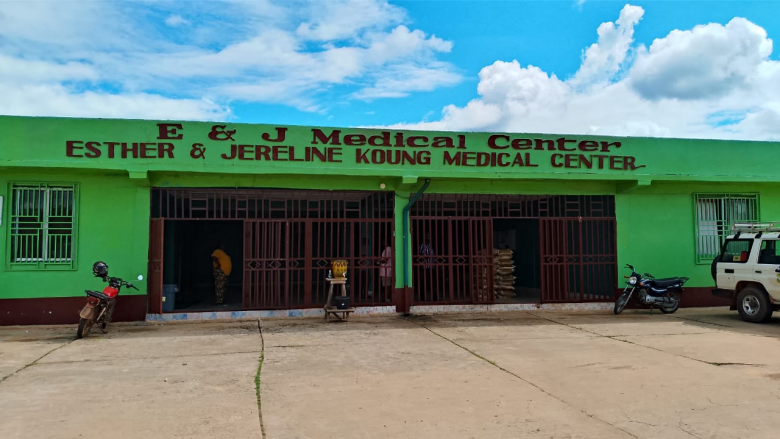 E & J Medical Center
ESTHER & JERELINE KOUNG MEDICAL CENTER